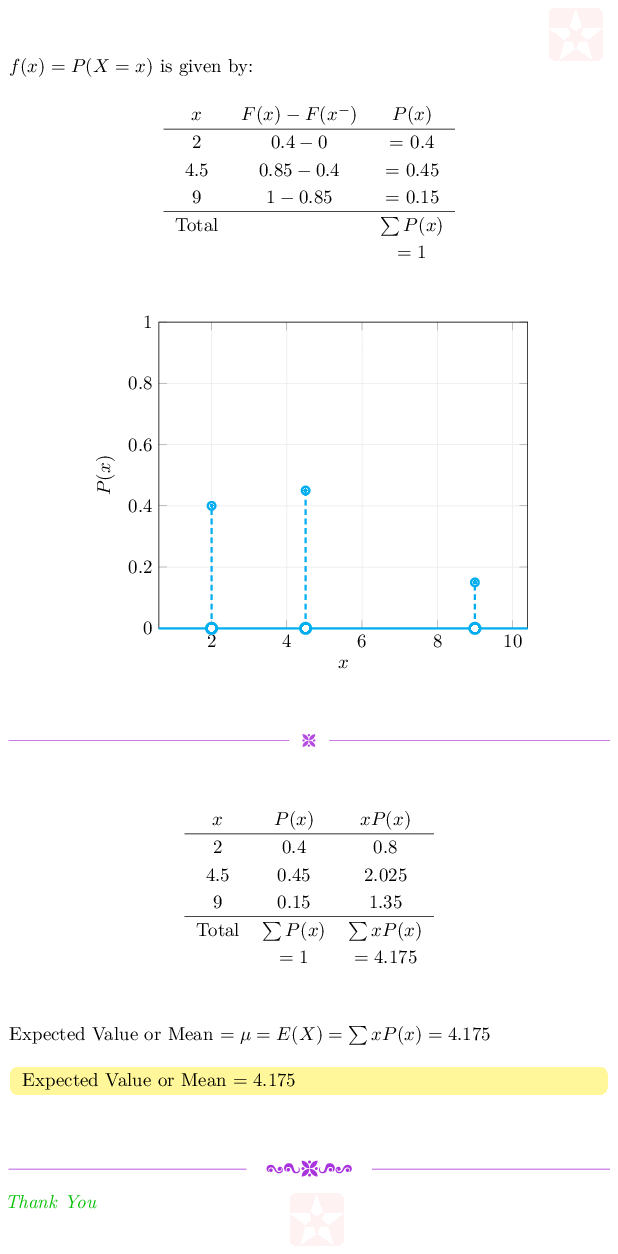 f(x) = P(X = x) is given by:
x F(x) − F(x⁻) P(x)
2 0.4 − 0 = 0.4
4.5 0.85 − 0.4 = 0.45
9 1 − 0.85 = 0.15
Total ∑ P(x)
= 1
1
0.8
0.6
0.4
0.2
0
P(x)
2 4 6 8 10
x
x P(x) xP(x)
2 0.4 0.8
4.5 0.45 2.025
9 0.15 1.35
Total ∑ P(x) ∑ xP(x)
= 1 = 4.175
Expected Value or Mean = μ = E(X) = ∑ xP(x) = 4.175
Expected Value or Mean = 4.175
Thank You